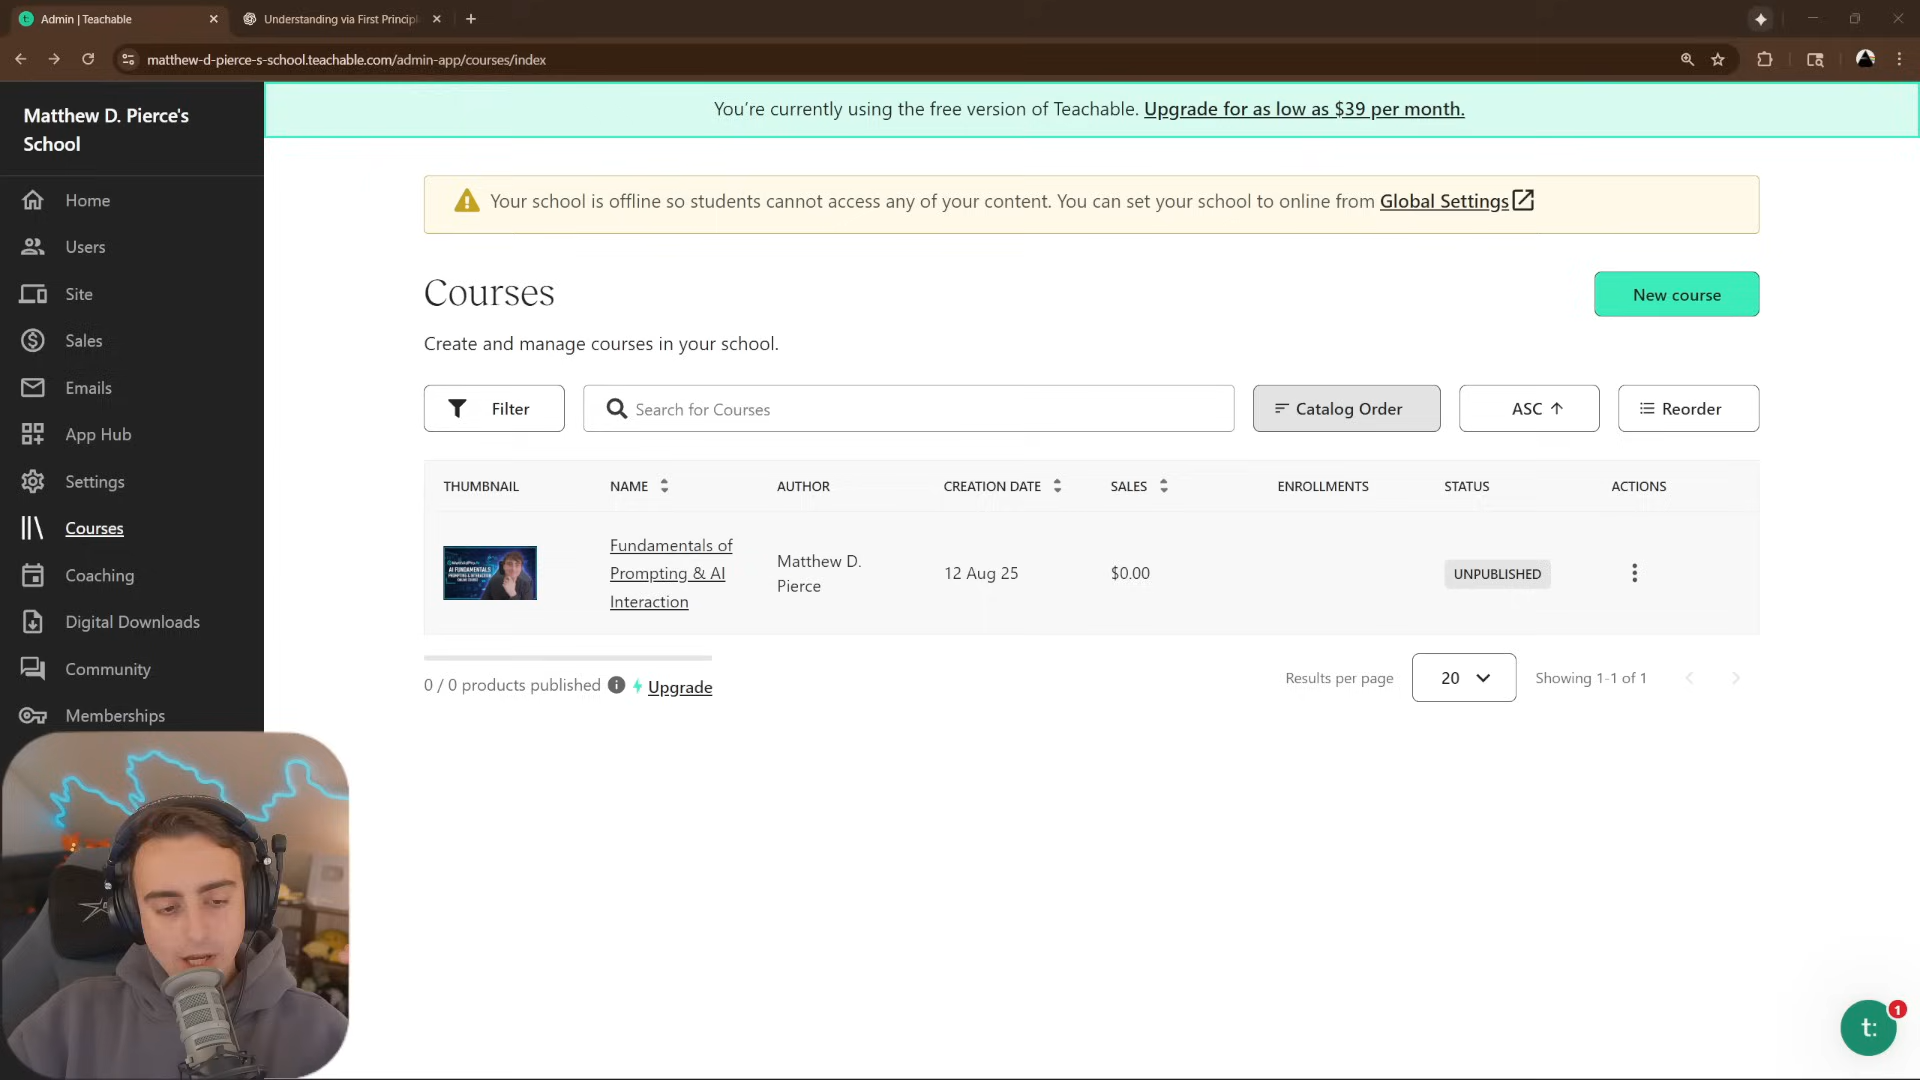 Admin | Teachable
Understanding via First Princip
matthew-d-pierce-s-school.teachable.com/admin-app/courses/index
Matthew D. Pierce's
School
Home
Users
Site
Sales
Emails
App Hub
Settings
Courses
Coaching
Digital Downloads
Community
Memberships
You're currently using the free version of Teachable. Upgrade for as low as $39 per month.
Your school is offline so students cannot access any of your content. You can set your school to online from Global Settings
Courses
New course
Create and manage courses in your school.
Filter
Search for Courses
Catalog Order
ASC
Reorder
THUMBNAIL NAME AUTHOR CREATION DATE SALES ENROLLMENTS STATUS ACTIONS
AI FUNDAMENTALS
PROMPTING & INTERACTION
Fundamentals of
Prompting & AI
Interaction
Matthew D.
Pierce
12 Aug 25
$0.00
UNPUBLISHED
0 / 0 products published
Upgrade
Results per page
20
Showing 1-1 of 1
t:
1